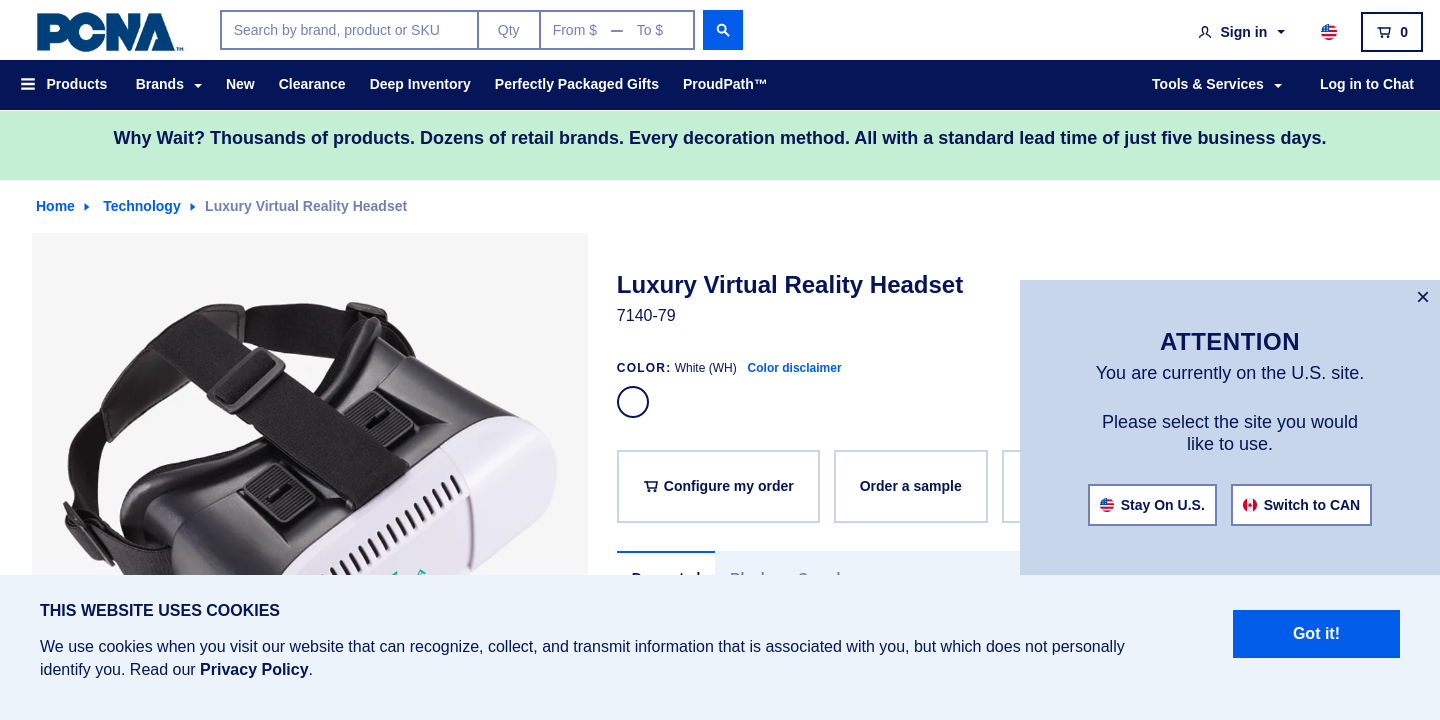 PCNA™
Search by brand, product or SKU
Qty
From $ — To $
Sign in
0
Products
Brands
New
Clearance
Deep Inventory
Perfectly Packaged Gifts
ProudPath™
Tools & Services
Log in to Chat
Why Wait? Thousands of products. Dozens of retail brands. Every decoration method. All with a standard lead time of just five business days.
Home
Technology
Luxury Virtual Reality Headset
Luxury Virtual Reality Headset
7140-79
COLOR: White (WH) Color disclaimer
Configure my order
Order a sample
×
ATTENTION
You are currently on the U.S. site.
Please select the site you would
like to use.
Stay On U.S.
Switch to CAN
THIS WEBSITE USES COOKIES
We use cookies when you visit our website that can recognize, collect, and transmit information that is associated with you, but which does not personally
identify you. Read our Privacy Policy.
Got it!